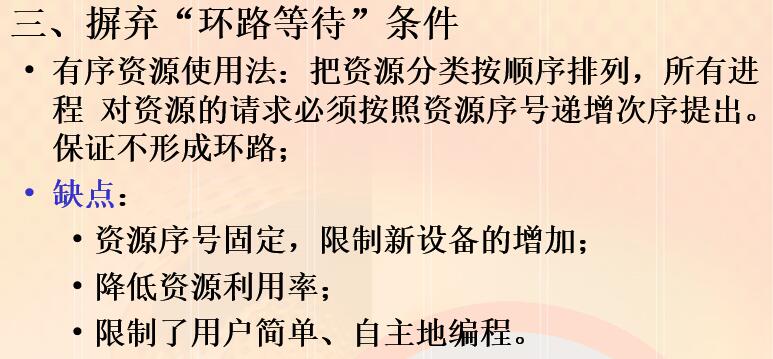 三、摒弃“环路等待”条件
• 有序资源使用法：把资源分类按顺序排列，所有进
程 对资源的请求必须按照资源序号递增次序提出。
保证不形成环路；
• 缺点：
• 资源序号固定，限制新设备的增加；
• 降低资源利用率；
• 限制了用户简单、自主地编程。